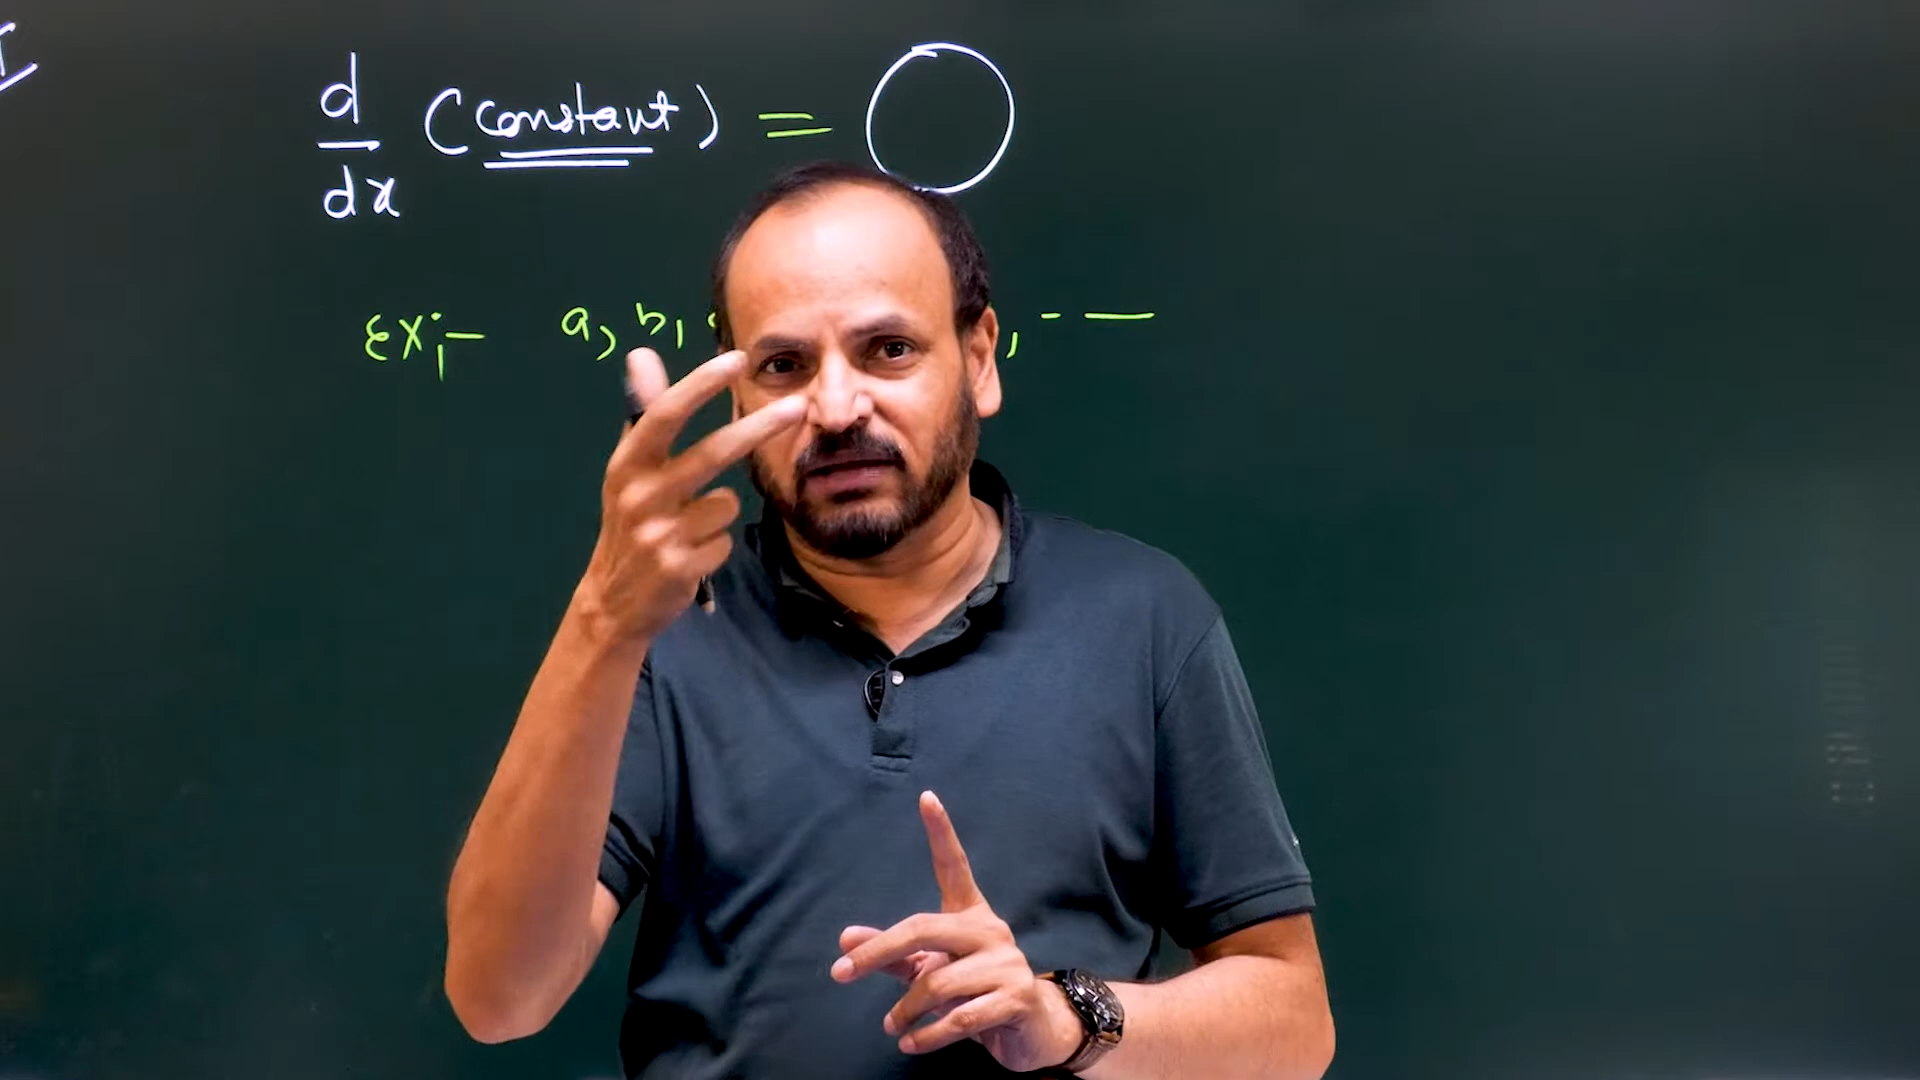 d/dx (constant) = 0
Ex:- a, b, , - —